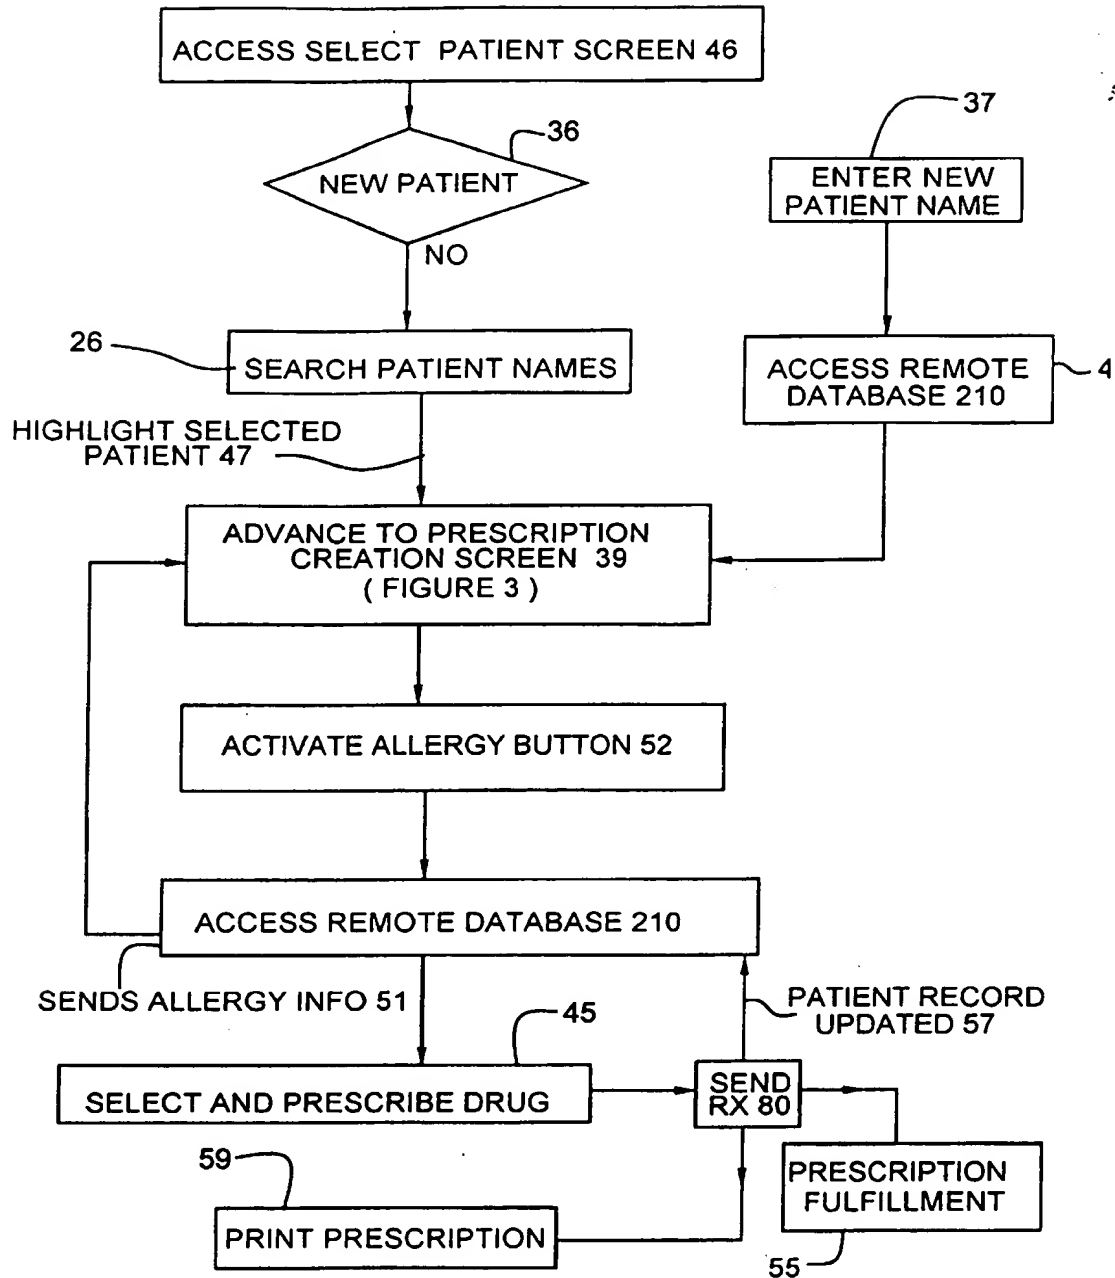 ACCESS SELECT PATIENT SCREEN 46
36
NEW PATIENT
NO
37
ENTER NEW
PATIENT NAME
26
SEARCH PATIENT NAMES
ACCESS REMOTE
DATABASE 210
4
HIGHLIGHT SELECTED
PATIENT 47
ADVANCE TO PRESCRIPTION
CREATION SCREEN 39
( FIGURE 3 )
ACTIVATE ALLERGY BUTTON 52
ACCESS REMOTE DATABASE 210
SENDS ALLERGY INFO 51
PATIENT RECORD
UPDATED 57
45
SELECT AND PRESCRIBE DRUG
SEND
RX 80
59
PRINT PRESCRIPTION
PRESCRIPTION
FULFILLMENT
55